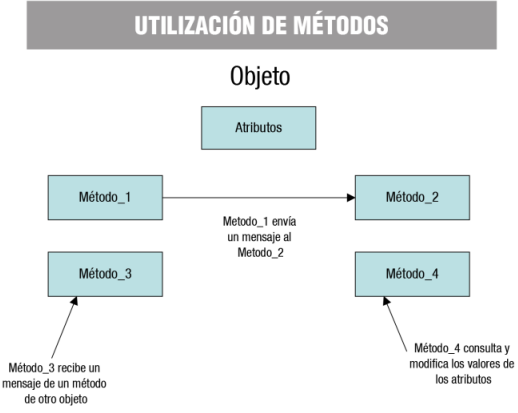 UTILIZACIÓN DE MÉTODOS
Objeto
Atributos
Método_1
Método_2
Metodo_1 envía
un mensaje al
Metodo_2
Método_3
Método_4
Método_3 recibe un
mensaje de un método
de otro objeto
Método_4 consulta y
modifica los valores de
los atributos